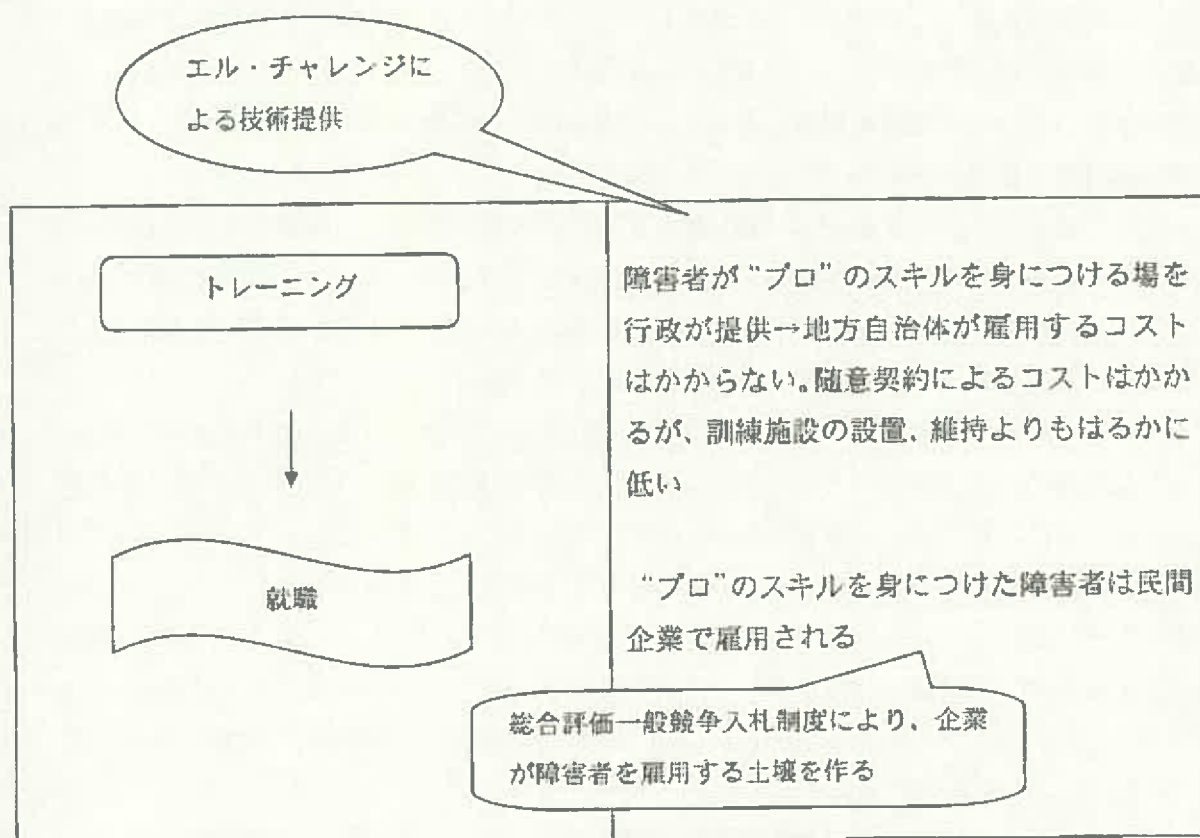 エル・チャレンジに
よる技術提供
トレーニング
就職
障害者が“プロ”のスキルを身につける場を
行政が提供→地方自治体が雇用するコスト
はかからない。随意契約によるコストはかか
るが、訓練施設の設置、維持よりもはるかに
低い
“プロ”のスキルを身につけた障害者は民間
企業で雇用される
総合評価一般競争入札制度により、企業
が障害者を雇用する土壌を作る